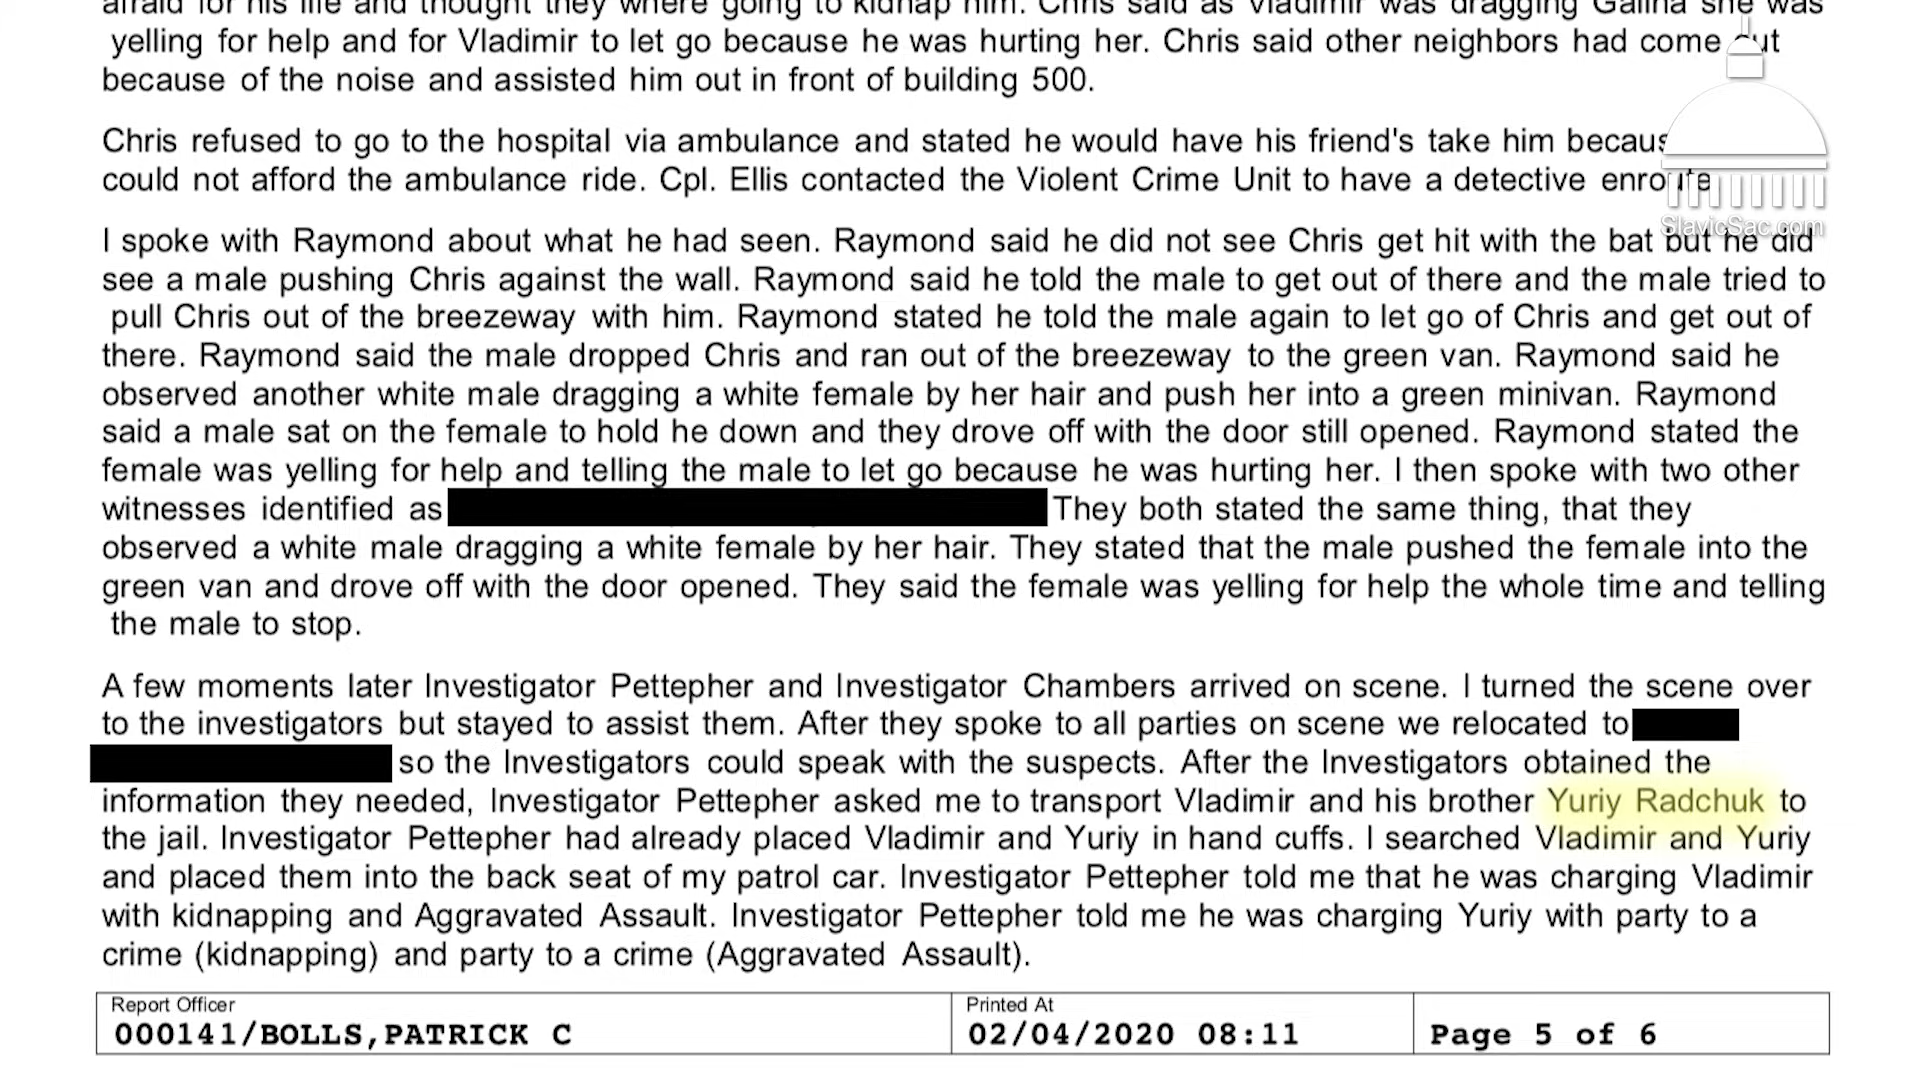 afraid for his life and thought they where going to kidnap him. Chris said as Vladimir was dragging Galina she was
yelling for help and for Vladimir to let go because he was hurting her. Chris said other neighbors had come out
because of the noise and assisted him out in front of building 500.
Chris refused to go to the hospital via ambulance and stated he would have his friend's take him because
could not afford the ambulance ride. Cpl. Ellis contacted the Violent Crime Unit to have a detective enroute.
SlavicSac.com
I spoke with Raymond about what he had seen. Raymond said he did not see Chris get hit with the bat but he did
see a male pushing Chris against the wall. Raymond said he told the male to get out of there and the male tried to
pull Chris out of the breezeway with him. Raymond stated he told the male again to let go of Chris and get out of
there. Raymond said the male dropped Chris and ran out of the breezeway to the green van. Raymond said he
observed another white male dragging a white female by her hair and push her into a green minivan. Raymond
said a male sat on the female to hold he down and they drove off with the door still opened. Raymond stated the
female was yelling for help and telling the male to let go because he was hurting her. I then spoke with two other
witnesses identified as They both stated the same thing, that they
observed a white male dragging a white female by her hair. They stated that the male pushed the female into the
green van and drove off with the door opened. They said the female was yelling for help the whole time and telling
the male to stop.
A few moments later Investigator Pettepher and Investigator Chambers arrived on scene. I turned the scene over
to the investigators but stayed to assist them. After they spoke to all parties on scene we relocated to
so the Investigators could speak with the suspects. After the Investigators obtained the
information they needed, Investigator Pettepher asked me to transport Vladimir and his brother Yuriy Radchuk to
the jail. Investigator Pettepher had already placed Vladimir and Yuriy in hand cuffs. I searched Vladimir and Yuriy
and placed them into the back seat of my patrol car. Investigator Pettepher told me that he was charging Vladimir
with kidnapping and Aggravated Assault. Investigator Pettepher told me he was charging Yuriy with party to a
crime (kidnapping) and party to a crime (Aggravated Assault).
Report Officer
000141/BOLLS,PATRICK C
Printed At
02/04/2020 08:11
Page 5 of 6